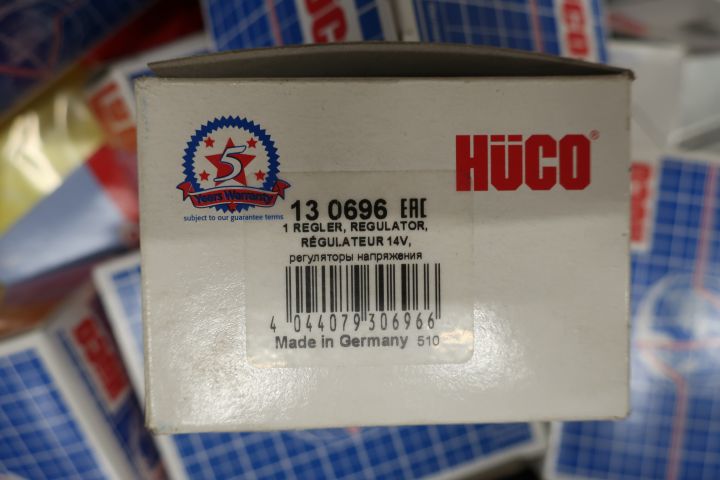 HÜCO®
5
Years Warranty
subject to our guarantee terms
13 0696 EAC
1 REGLER, REGULATOR,
RÉGULATEUR 14V,
регуляторы напряжения
4 044079 306966
Made in Germany 510